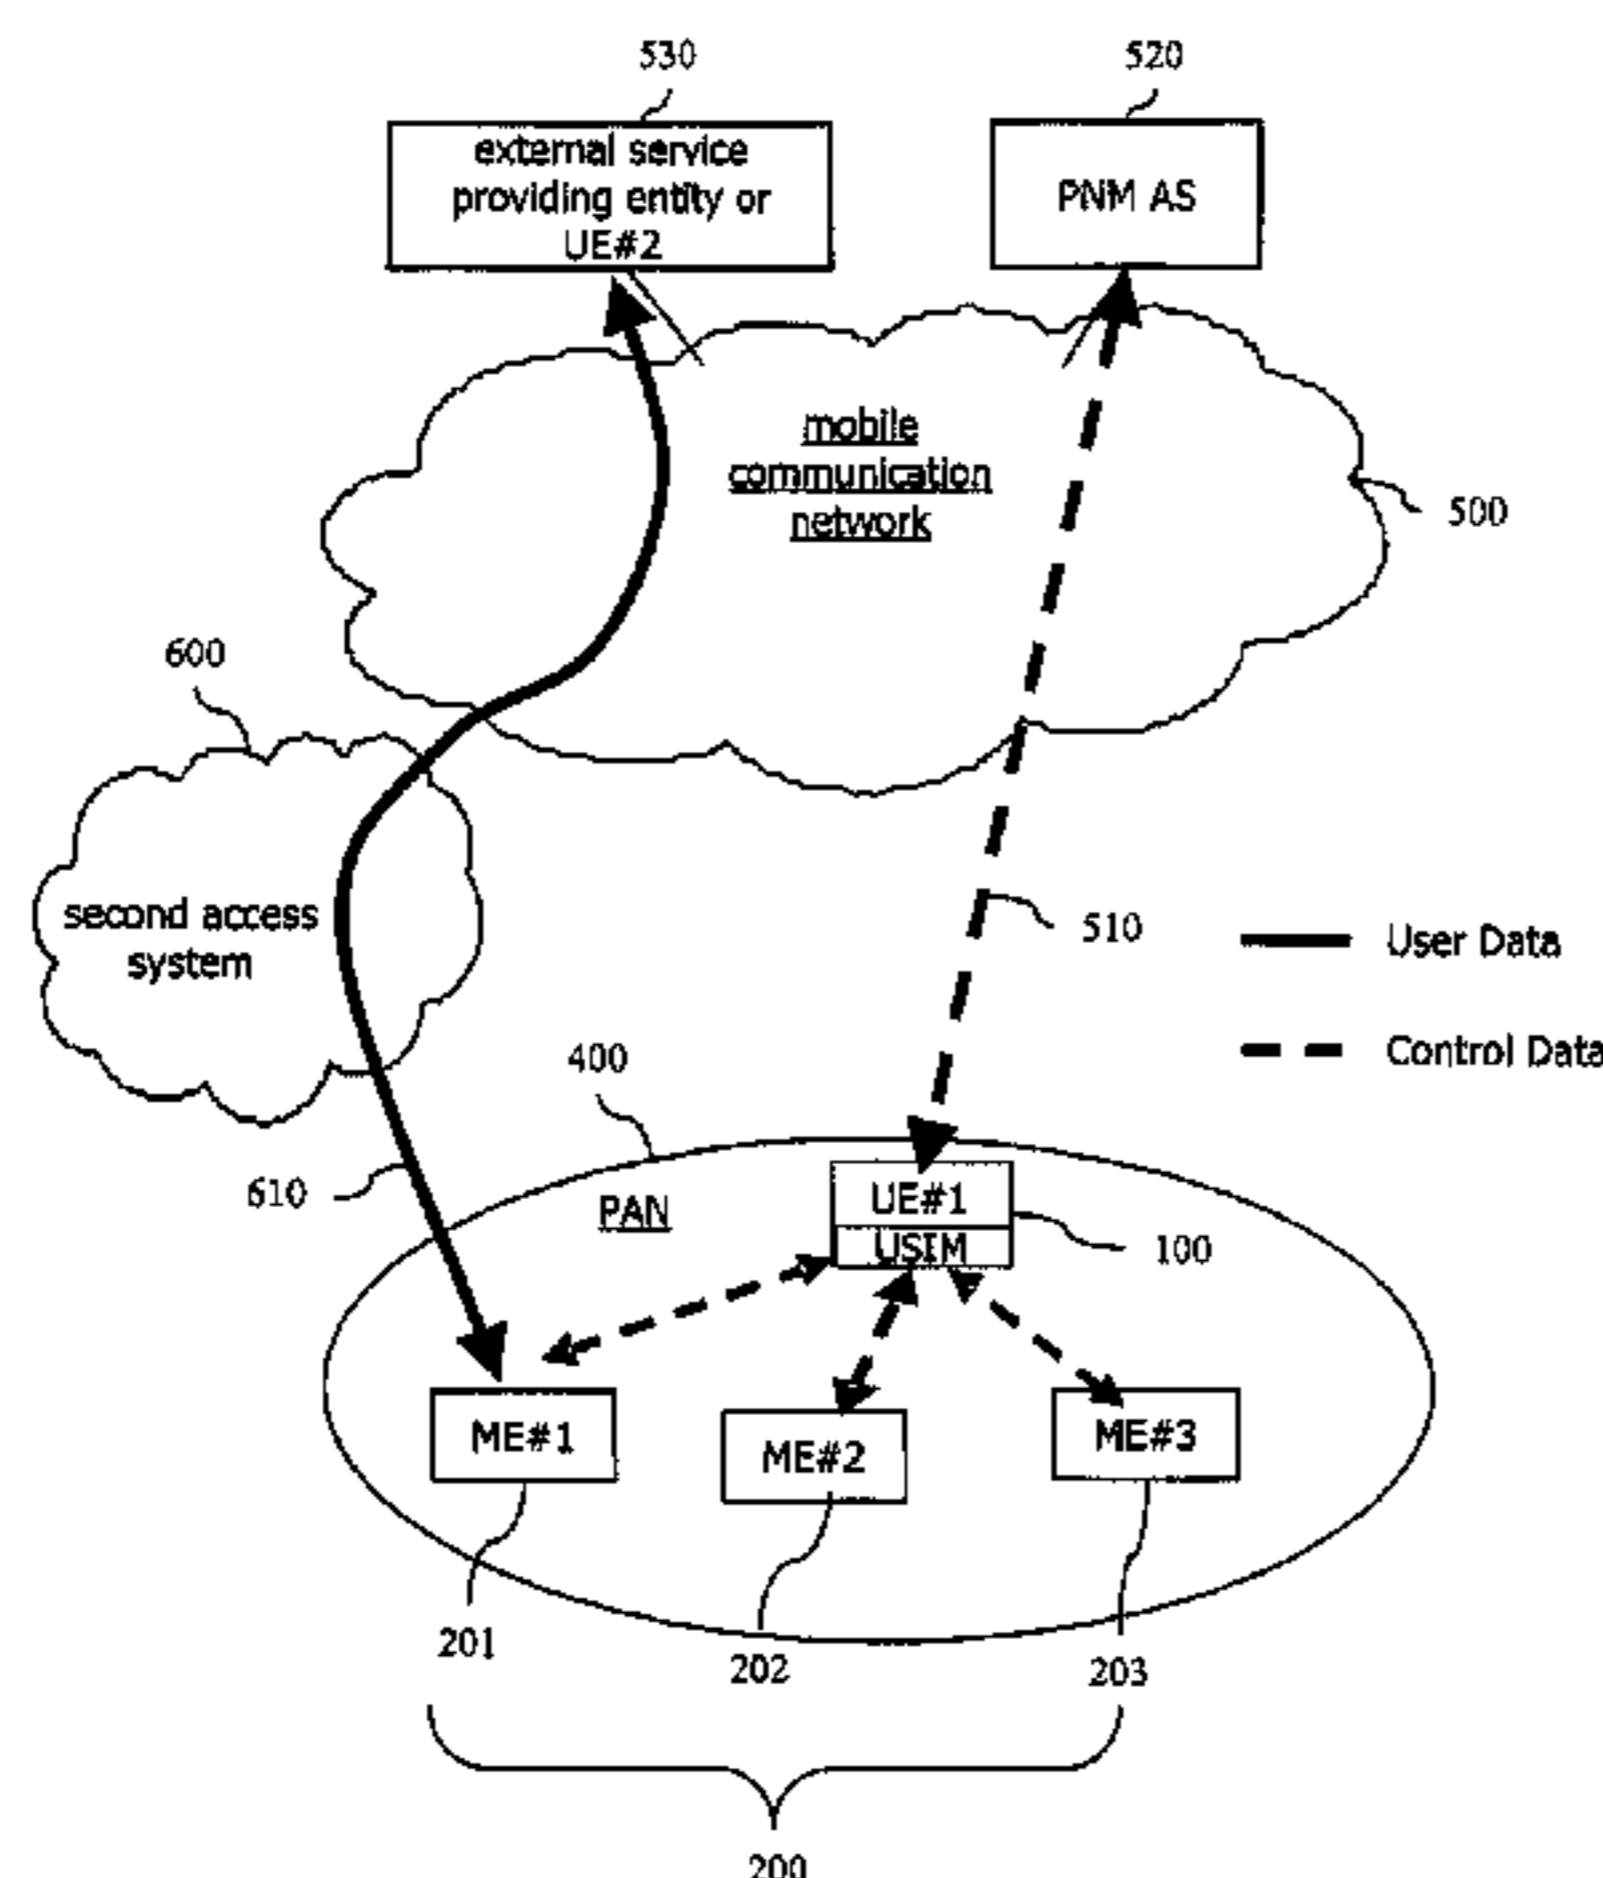 530
520
external service
providing entity or
UE#2
PNM AS
mobile
communication
network
500
600
second access
system
510
User Data
400
Control Data
610
PAN
UE#1
USIM
100
ME#1
ME#2
ME#3
201
202
203
200